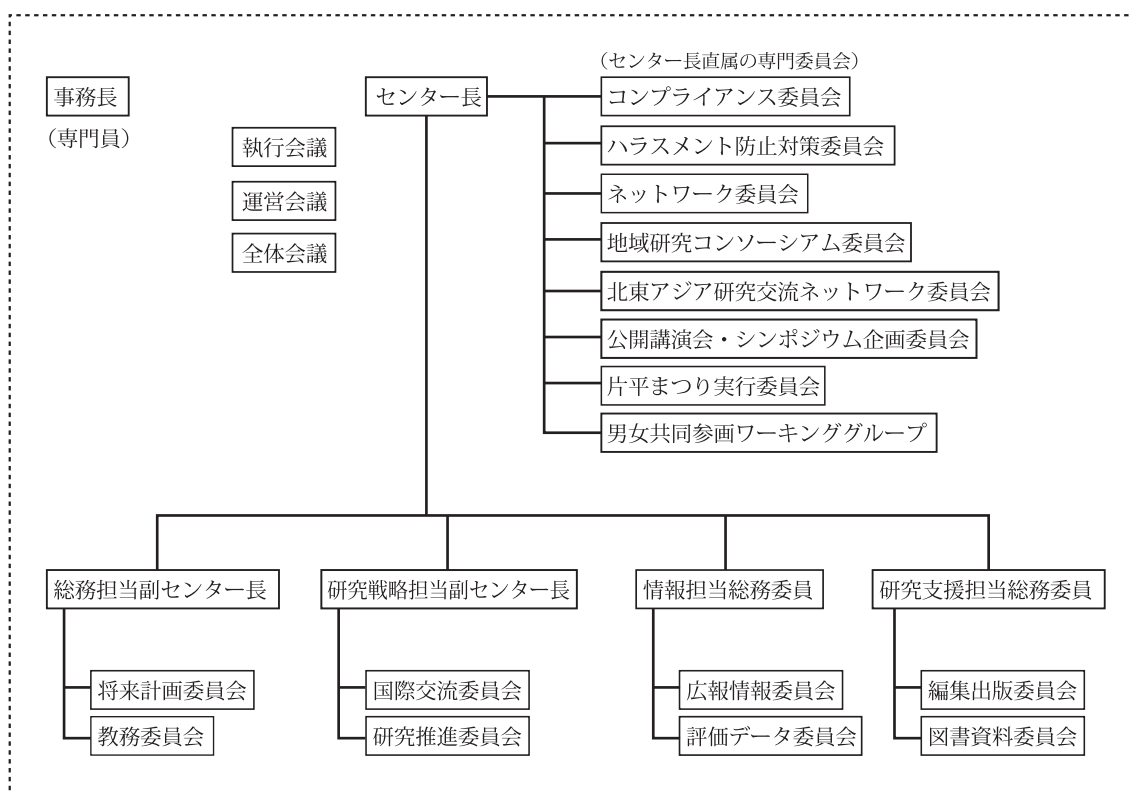 (センター長直属の専門委員会)
事務長
(専門員)
センター長
執行会議
運営会議
全体会議
コンプライアンス委員会
ハラスメント防止対策委員会
ネットワーク委員会
地域研究コンソーシアム委員会
北東アジア研究交流ネットワーク委員会
公開講演会・シンポジウム企画委員会
片平まつり実行委員会
男女共同参画ワーキンググループ
総務担当副センター長
研究戦略担当副センター長
情報担当総務委員
研究支援担当総務委員
将来計画委員会
教務委員会
国際交流委員会
研究推進委員会
広報情報委員会
評価データ委員会
編集出版委員会
図書資料委員会